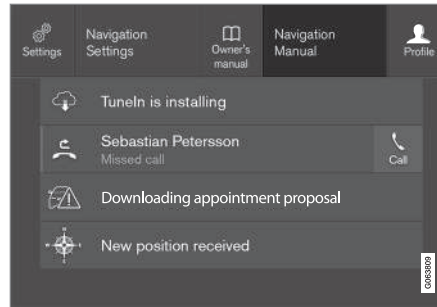 Settings
Navigation
Settings
Owner's
manual
Navigation
Manual
Profile
TuneIn is installing
Sebastian Petersson
Missed call
Call
Downloading appointment proposal
New position received
G063809